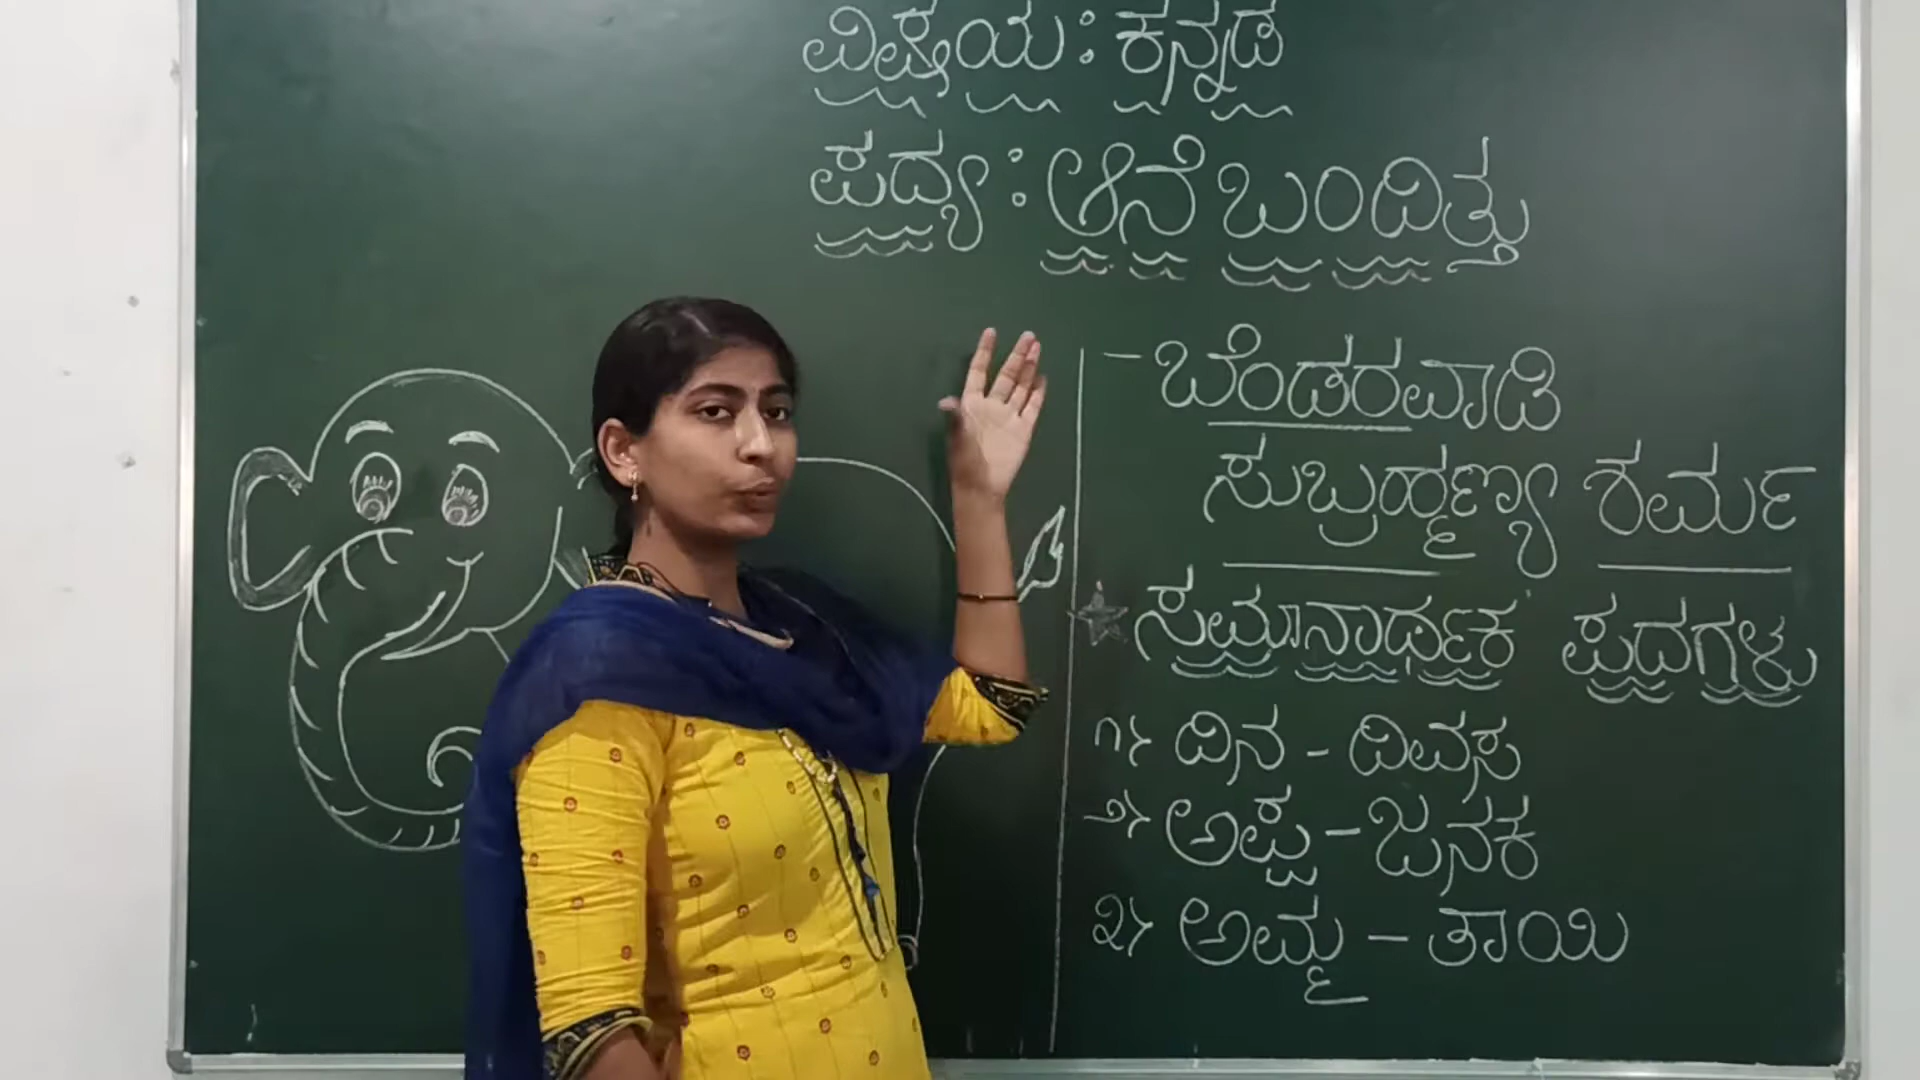 ವಿಷಯ : ಕನ್ನಡ
ಪದ್ಯ : ಆನೆ ಬಂದಿತ್ತು
– ಬೆಂಡರವಾಡಿ
ಸುಬ್ರಹ್ಮಣ್ಯ ಶರ್ಮ
ಸಮಾನಾರ್ಥಕ ಪದಗಳು
೧) ದಿನ - ದಿವಸ
೨) ಅಪ್ಪ - ಜನಕ
೩) ಅಮ್ಮ - ತಾಯಿ